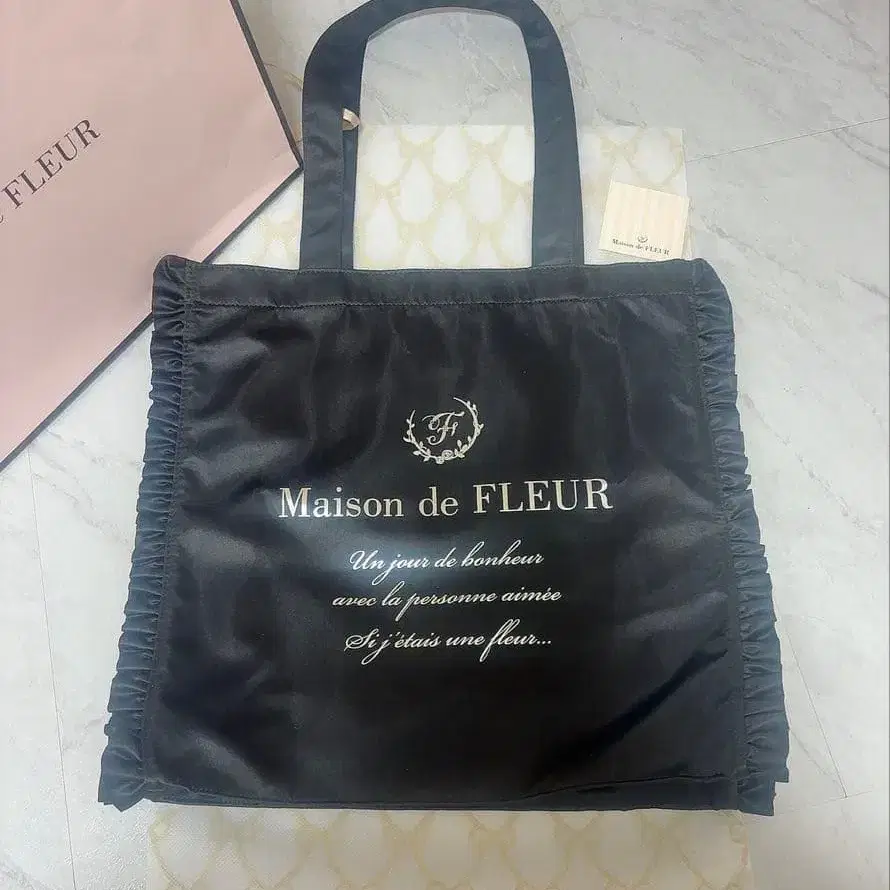 de FLEUR
Maison de FLEUR
F
Maison de FLEUR
Un jour de bonheur
avec la personne aimée
Si j'étais une fleur...